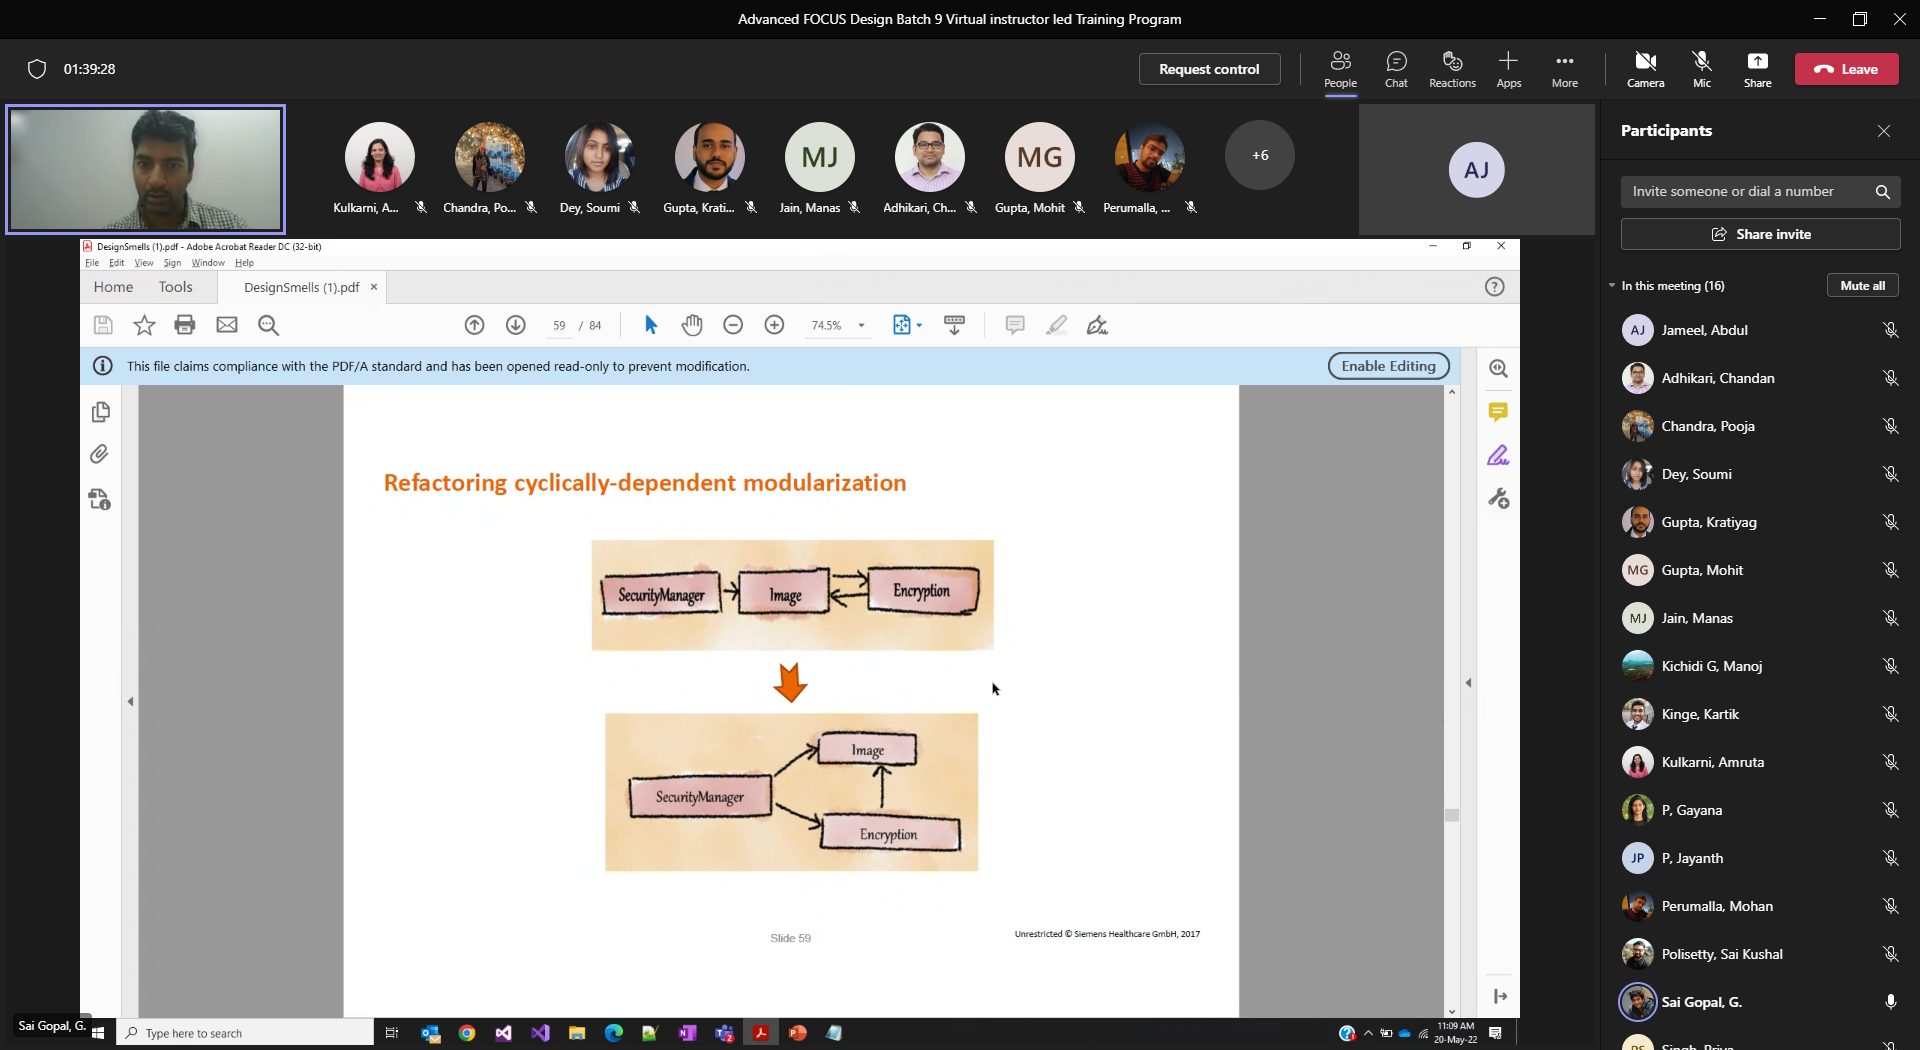 Advanced FOCUS Design Batch 9 Virtual instructor led Training Program
01:39:28
Request control
People
Chat
Reactions
Apps
More
Camera
Mic
Share
Leave
MJ
MG
+6
AJ
Kulkarni, A...
Chandra, Po...
Dey, Soumi
Gupta, Krati...
Jain, Manas
Adhikari, Ch...
Gupta, Mohit
Perumalla, ...
Participants
Invite someone or dial a number
Share invite
In this meeting (16)
Mute all
AJ Jameel, Abdul
Adhikari, Chandan
Chandra, Pooja
Dey, Soumi
Gupta, Kratiyag
MG Gupta, Mohit
MJ Jain, Manas
Kichidi G, Manoj
Kinge, Kartik
Kulkarni, Amruta
P, Gayana
JP P, Jayanth
Perumalla, Mohan
Polisetty, Sai Kushal
Sai Gopal, G.
DesignSmells (1).pdf - Adobe Acrobat Reader DC (32-bit)
File Edit View Sign Window Help
Home Tools DesignSmells (1).pdf ×
59 / 84 74.5%
This file claims compliance with the PDF/A standard and has been opened read-only to prevent modification.
Enable Editing
Refactoring cyclically-dependent modularization
SecurityManager Image Encryption
Image
SecurityManager
Encryption
Slide 59
Unrestricted © Siemens Healthcare GmbH, 2017
Sai Gopal, G.
Type here to search
11:09 AM
20-May-22